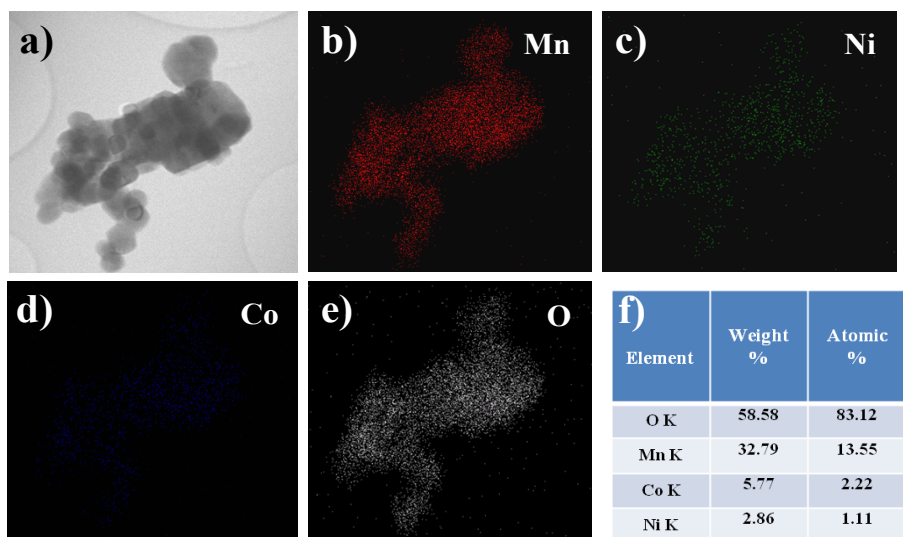 a)
b) Mn
c) Ni
d) Co
e) O
f)
Element Weight % Atomic %
O K 58.58 83.12
Mn K 32.79 13.55
Co K 5.77 2.22
Ni K 2.86 1.11